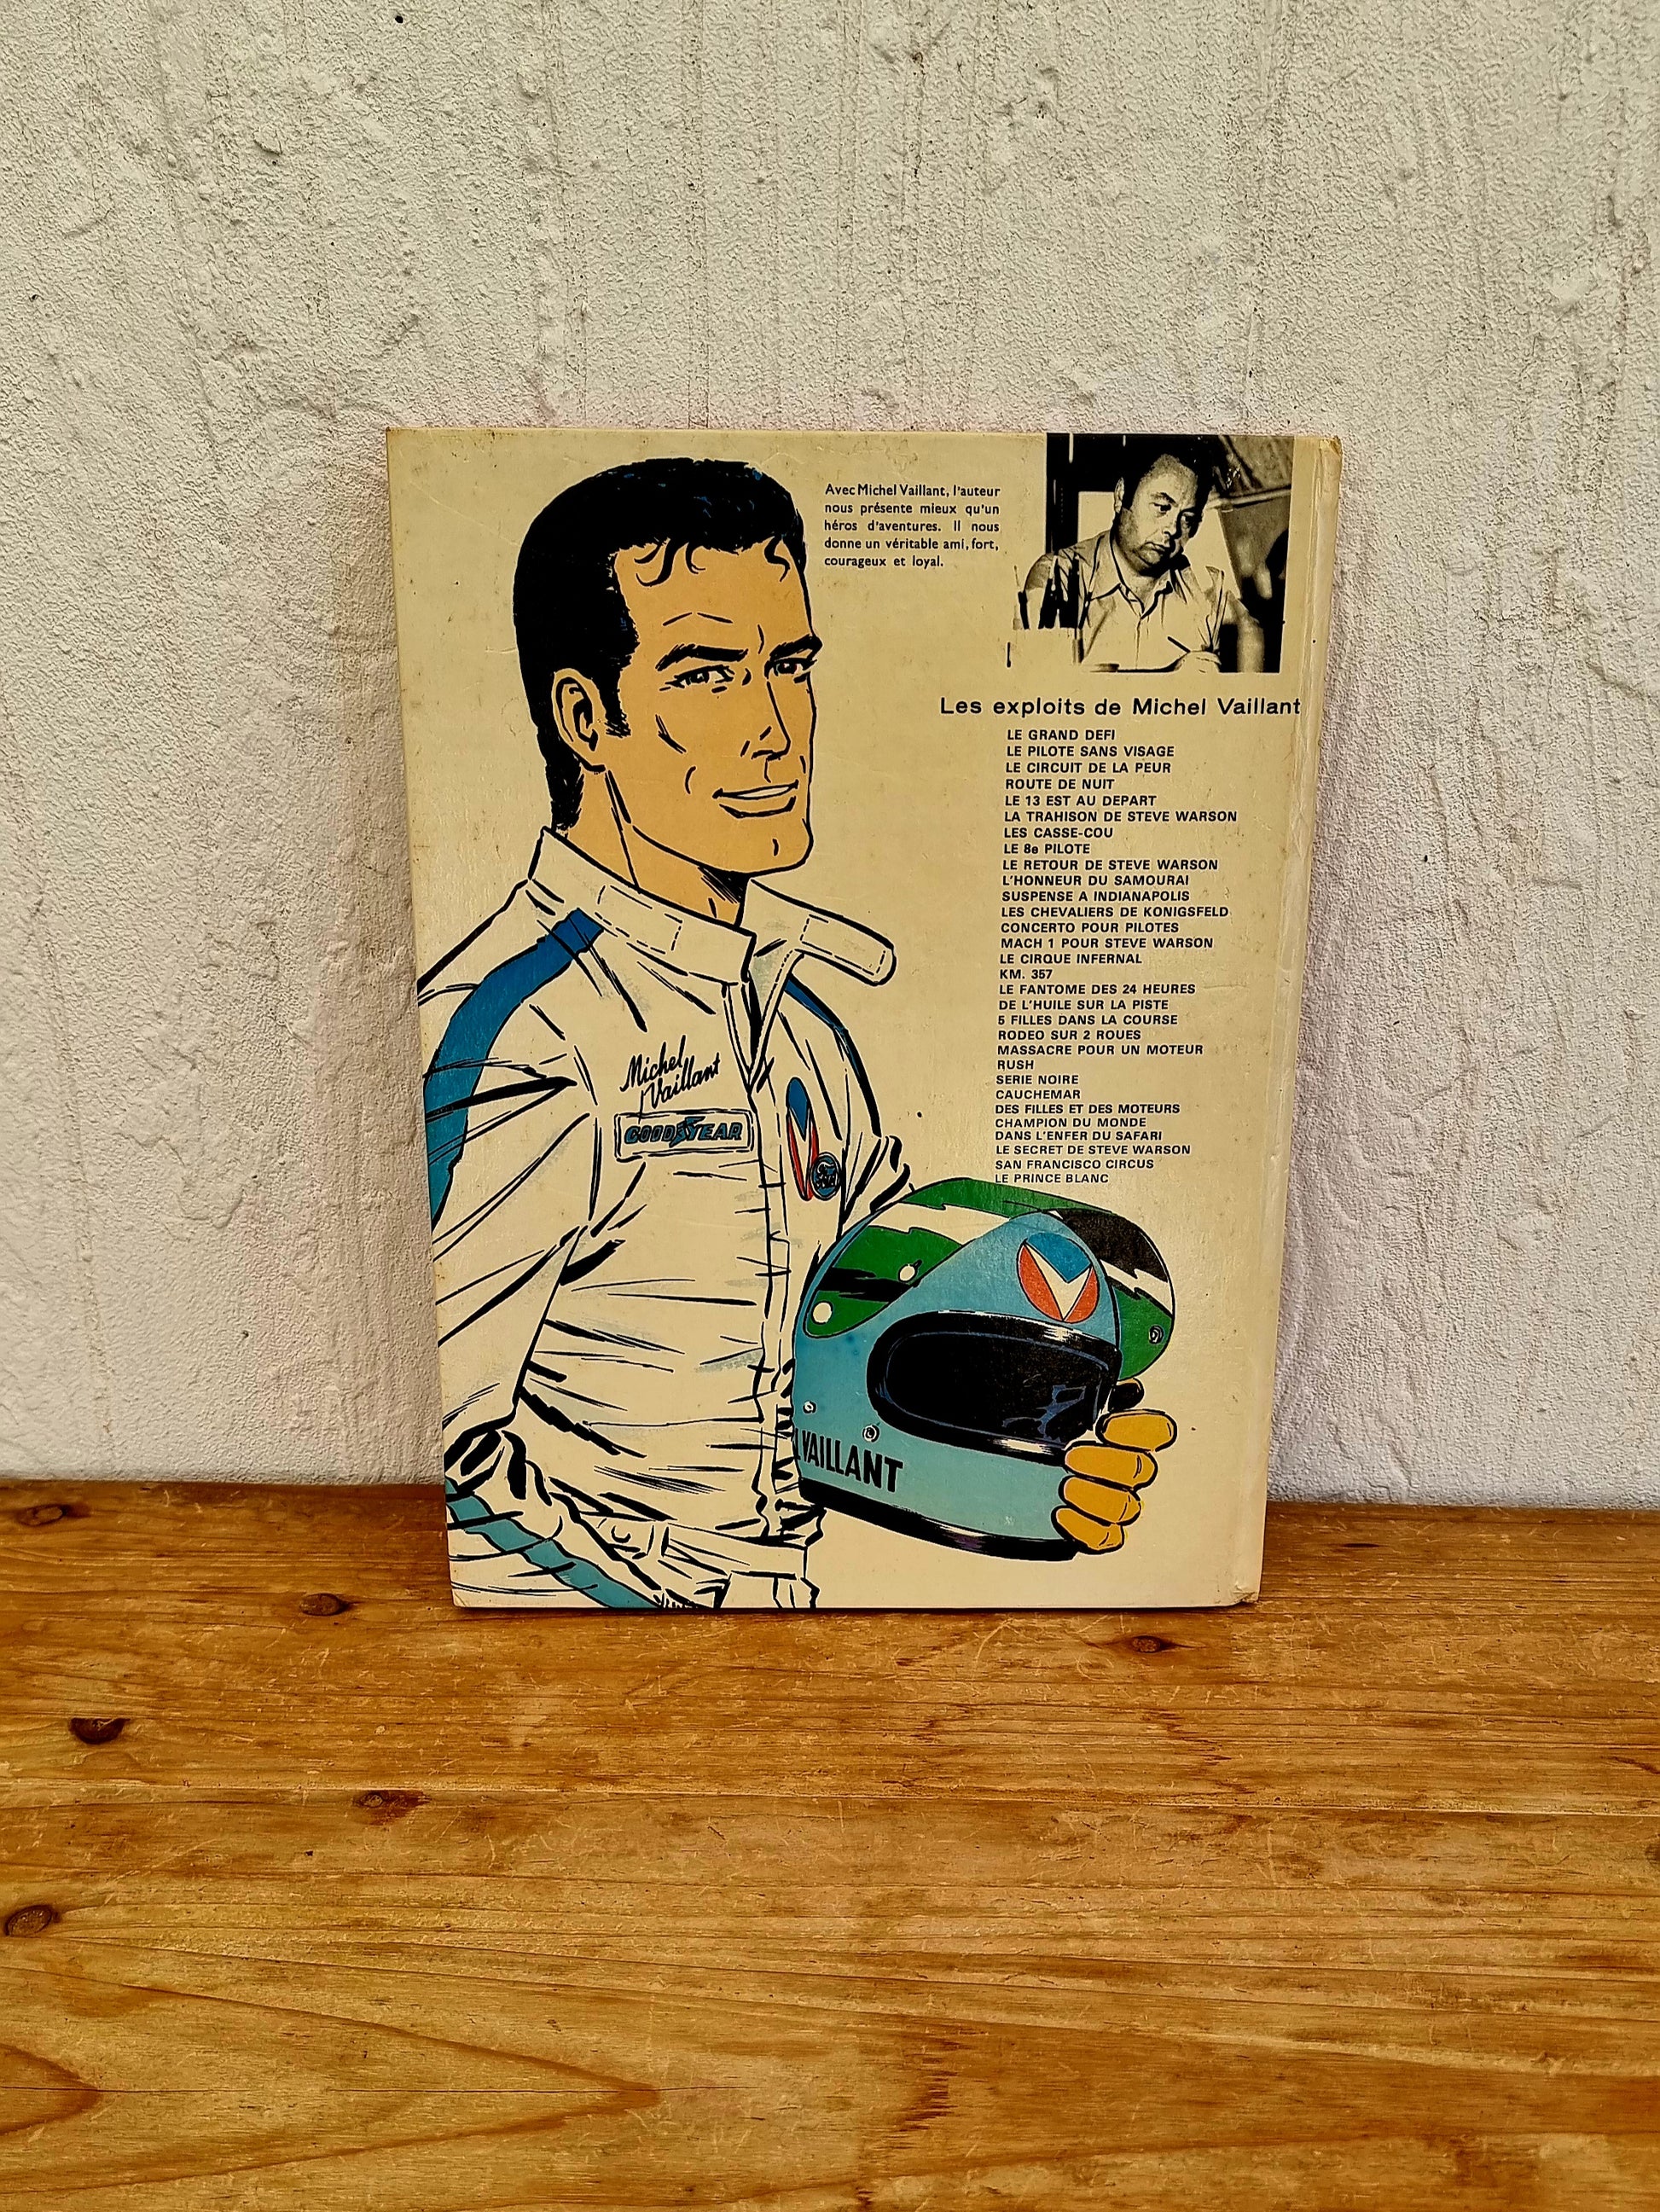 Avec Michel Vaillant, l'auteur
nous présente mieux qu'un
héros d'aventures. Il nous
donne un véritable ami, fort,
courageux et loyal.
Les exploits de Michel Vaillant
LE GRAND DEFI
LE PILOTE SANS VISAGE
LE CIRCUIT DE LA PEUR
ROUTE DE NUIT
LE 13 EST AU DEPART
LA TRAHISON DE STEVE WARSON
LES CASSE-COU
LE 8e PILOTE
LE RETOUR DE STEVE WARSON
L'HONNEUR DU SAMOURAI
SUSPENSE A INDIANAPOLIS
LES CHEVALIERS DE KONIGSFELD
CONCERTO POUR PILOTES
MACH 1 POUR STEVE WARSON
LE CIRQUE INFERNAL
KM. 357
LE FANTOME DES 24 HEURES
DE L'HUILE SUR LA PISTE
5 FILLES DANS LA COURSE
RODEO SUR 2 ROUES
MASSACRE POUR UN MOTEUR
RUSH
SERIE NOIRE
CAUCHEMAR
DES FILLES ET DES MOTEURS
CHAMPION DU MONDE
DANS L'ENFER DU SAFARI
LE SECRET DE STEVE WARSON
SAN FRANCISCO CIRCUS
LE PRINCE BLANC
Michel
Vaillant
GOODYEAR
L VAILLANT